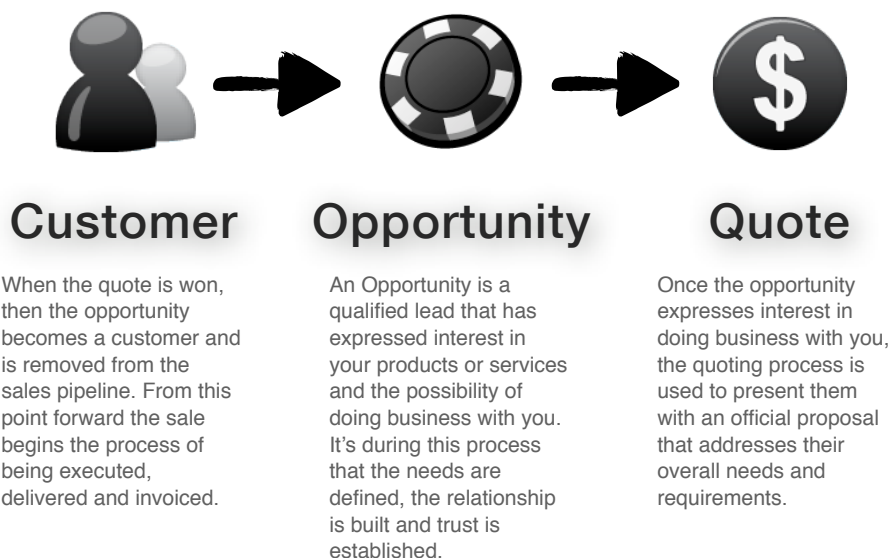 Customer
When the quote is won,
then the opportunity
becomes a customer and
is removed from the
sales pipeline. From this
point forward the sale
begins the process of
being executed,
delivered and invoiced.
Opportunity
An Opportunity is a
qualified lead that has
expressed interest in
your products or services
and the possibility of
doing business with you.
It’s during this process
that the needs are
defined, the relationship
is built and trust is
established.
Quote
Once the opportunity
expresses interest in
doing business with you,
the quoting process is
used to present them
with an official proposal
that addresses their
overall needs and
requirements.
$